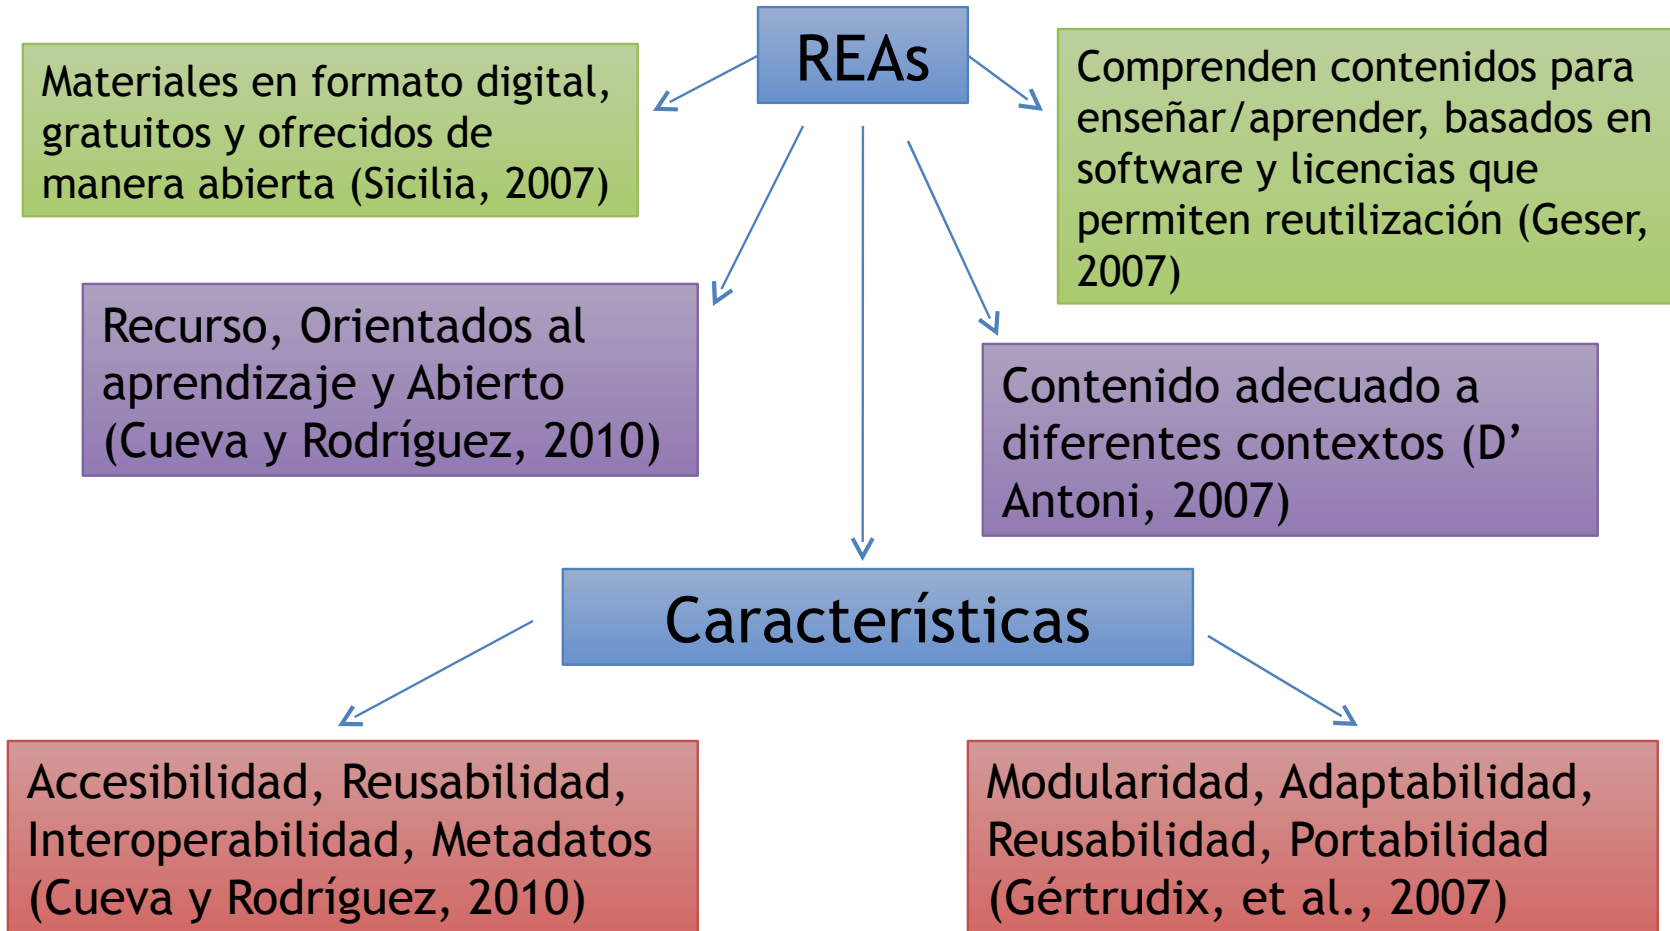 REAs
Materiales en formato digital,
gratuitos y ofrecidos de
manera abierta (Sicilia, 2007)
Comprenden contenidos para
enseñar/aprender, basados en
software y licencias que
permiten reutilización (Geser,
2007)
Recurso, Orientados al
aprendizaje y Abierto
(Cueva y Rodríguez, 2010)
Contenido adecuado a
diferentes contextos (D’
Antoni, 2007)
Características
Accesibilidad, Reusabilidad,
Interoperabilidad, Metadatos
(Cueva y Rodríguez, 2010)
Modularidad, Adaptabilidad,
Reusabilidad, Portabilidad
(Gértrudix, et al., 2007)